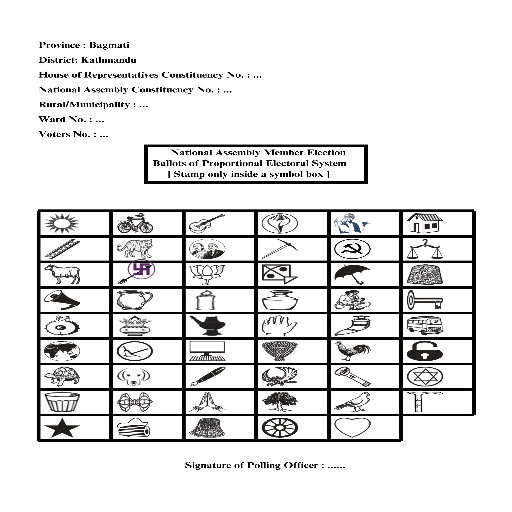 Province : Bagmati
District: Kathmandu
House of Representatives Constituency No. : ...
National Assembly Constituency No. : ...
Rural/Municipality : ...
Ward No. : ...
Voters No. : ...
National Assembly Member Election
Ballots of Proportional Electoral System
[ Stamp only inside a symbol box ]
Signature of Polling Officer : ......